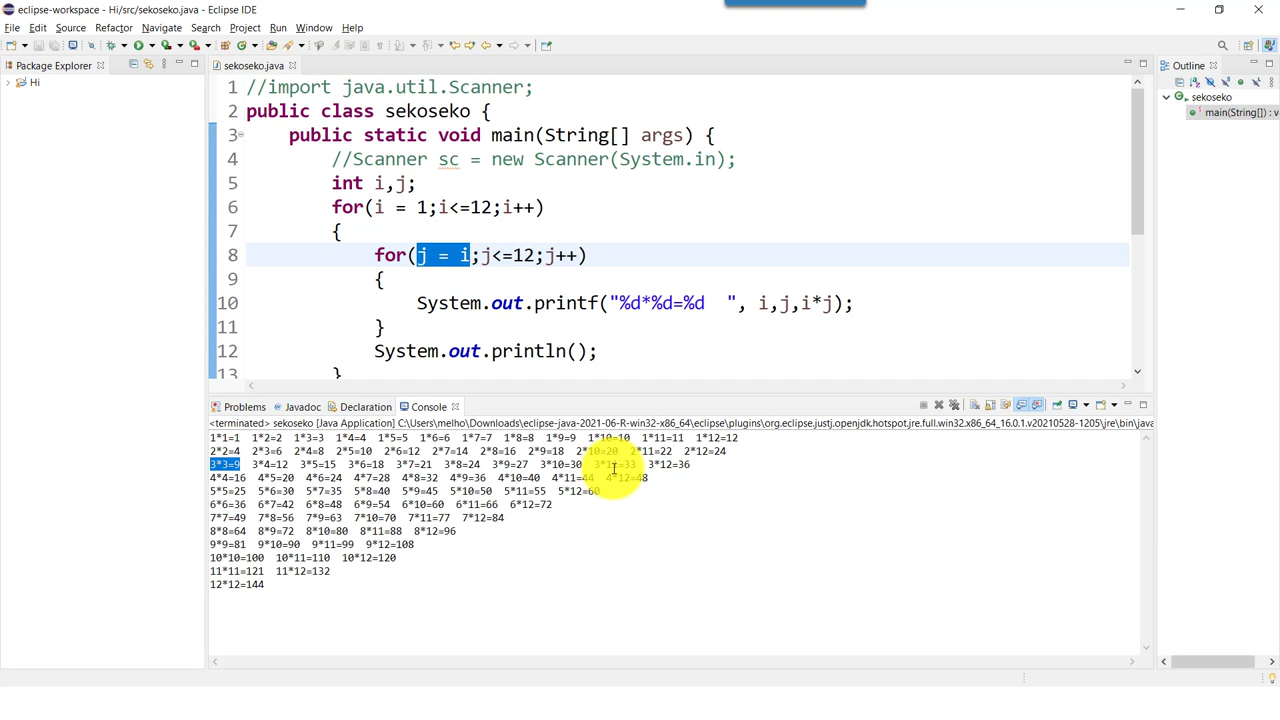 eclipse-workspace - Hi/src/sekoseko.java - Eclipse IDE
File Edit Source Refactor Navigate Search Project Run Window Help
Package Explorer
sekoseko.java
Outline
Hi
sekoseko
main(String[]) : v
1 //import java.util.Scanner;
2 public class sekoseko {
3 public static void main(String[] args) {
4 //Scanner sc = new Scanner(System.in);
5 int i,j;
6 for(i = 1;i<=12;i++)
7 {
8 for(j = i;j<=12;j++)
9 {
10 System.out.printf("%d*%d=%d  ", i,j,i*j);
11 }
12 System.out.println();
13 }
Problems Javadoc Declaration Console
<terminated> sekoseko [Java Application] C:\Users\melho\Downloads\eclipse-java-2021-06-R-win32-x86_64\eclipse\plugins\org.eclipse.justj.openjdk.hotspot.jre.full.win32.x86_64_16.0.1.v20210528-1205\jre\bin\java
1*1=1 1*2=2 1*3=3 1*4=4 1*5=5 1*6=6 1*7=7 1*8=8 1*9=9 1*10=10 1*11=11 1*12=12
2*2=4 2*3=6 2*4=8 2*5=10 2*6=12 2*7=14 2*8=16 2*9=18 2*10=20 2*11=22 2*12=24
3*3=9 3*4=12 3*5=15 3*6=18 3*7=21 3*8=24 3*9=27 3*10=30 3*11=33 3*12=36
4*4=16 4*5=20 4*6=24 4*7=28 4*8=32 4*9=36 4*10=40 4*11=44 4*12=48
5*5=25 5*6=30 5*7=35 5*8=40 5*9=45 5*10=50 5*11=55 5*12=60
6*6=36 6*7=42 6*8=48 6*9=54 6*10=60 6*11=66 6*12=72
7*7=49 7*8=56 7*9=63 7*10=70 7*11=77 7*12=84
8*8=64 8*9=72 8*10=80 8*11=88 8*12=96
9*9=81 9*10=90 9*11=99 9*12=108
10*10=100 10*11=110 10*12=120
11*11=121 11*12=132
12*12=144